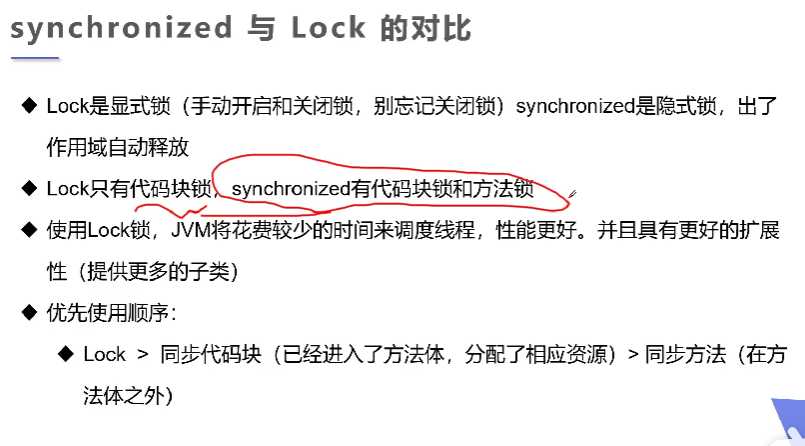 synchronized 与 Lock 的对比
◆ Lock是显式锁（手动开启和关闭锁，别忘记关闭锁）synchronized是隐式锁，出了
作用域自动释放
◆ Lock只有代码块锁，synchronized有代码块锁和方法锁
◆ 使用Lock锁，JVM将花费较少的时间来调度线程，性能更好。并且具有更好的扩展
性（提供更多的子类）
◆ 优先使用顺序：
◆ Lock > 同步代码块（已经进入了方法体，分配了相应资源）> 同步方法（在方
法体之外）